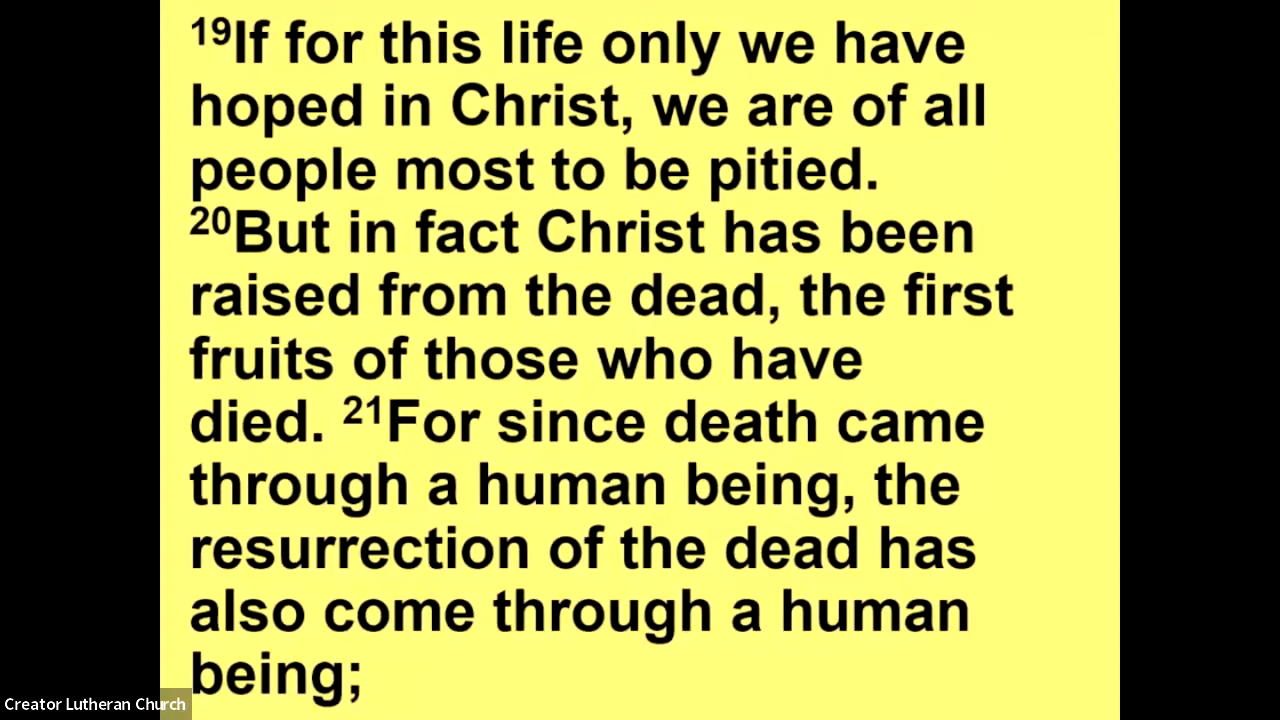 19If for this life only we have
hoped in Christ, we are of all
people most to be pitied.
20But in fact Christ has been
raised from the dead, the first
fruits of those who have
died. 21For since death came
through a human being, the
resurrection of the dead has
also come through a human
being;
Creator Lutheran Church